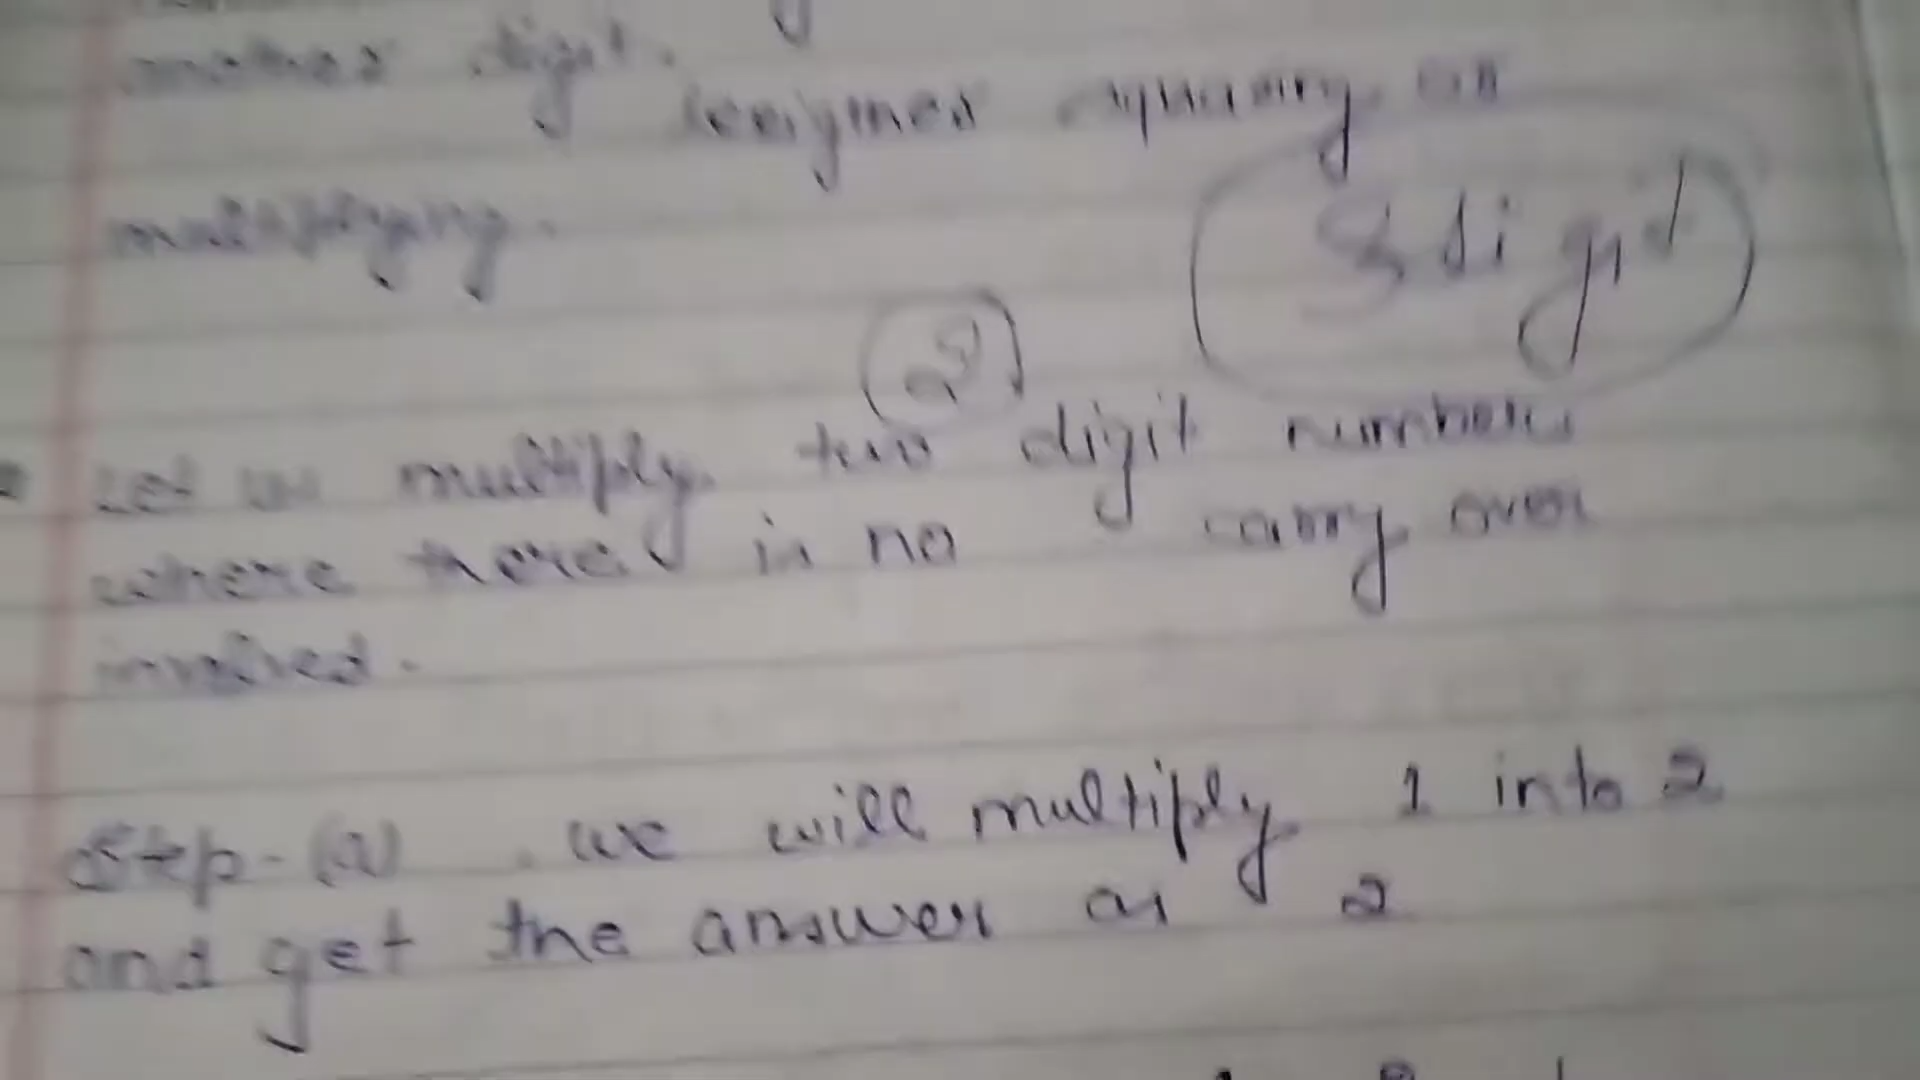 digit.
multiplying.
3 digit
2
Let us multiply two digit numbers
where there is no carry over
involved.
Step-(a) we will multiply 1 into 2
and get the answer as 2